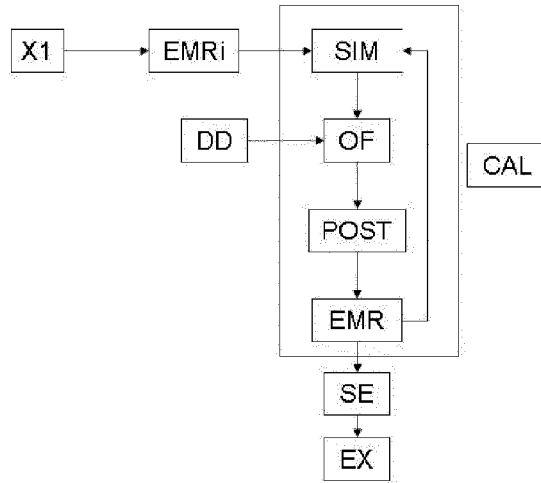 X1
EMRi
SIM
DD
OF
CAL
POST
EMR
SE
EX